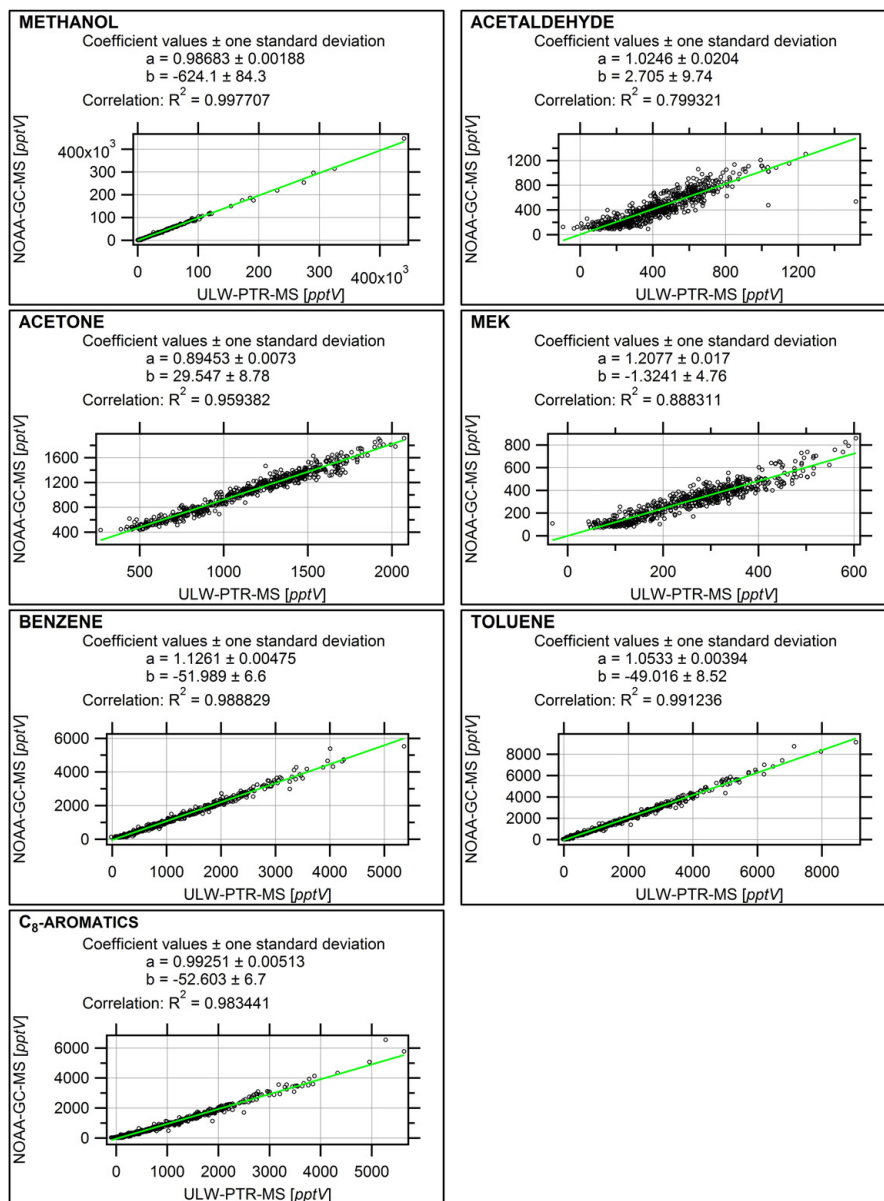 METHANOL
Coefficient values ± one standard deviation
a = 0.98683 ± 0.00188
b = -624.1 ± 84.3
Correlation: R² = 0.997707
NOAA-GC-MS [pptV]
400x10³
300
200
100
0
0 100 200 300 400x10³
ULW-PTR-MS [pptV]
ACETALDEHYDE
Coefficient values ± one standard deviation
a = 1.0246 ± 0.0204
b = 2.705 ± 9.74
Correlation: R² = 0.799321
NOAA-GC-MS [pptV]
1200
800
400
0
0 400 800 1200
ULW-PTR-MS [pptV]
ACETONE
Coefficient values ± one standard deviation
a = 0.89453 ± 0.0073
b = 29.547 ± 8.78
Correlation: R² = 0.959382
NOAA-GC-MS [pptV]
1600
1200
800
400
500 1000 1500 2000
ULW-PTR-MS [pptV]
MEK
Coefficient values ± one standard deviation
a = 1.2077 ± 0.017
b = -1.3241 ± 4.76
Correlation: R² = 0.888311
NOAA-GC-MS [pptV]
800
600
400
200
0
0 200 400 600
ULW-PTR-MS [pptV]
BENZENE
Coefficient values ± one standard deviation
a = 1.1261 ± 0.00475
b = -51.989 ± 6.6
Correlation: R² = 0.988829
NOAA-GC-MS [pptV]
6000
4000
2000
0
0 1000 2000 3000 4000 5000
ULW-PTR-MS [pptV]
TOLUENE
Coefficient values ± one standard deviation
a = 1.0533 ± 0.00394
b = -49.016 ± 8.52
Correlation: R² = 0.991236
NOAA-GC-MS [pptV]
8000
6000
4000
2000
0
0 2000 4000 6000 8000
ULW-PTR-MS [pptV]
C₈-AROMATICS
Coefficient values ± one standard deviation
a = 0.99251 ± 0.00513
b = -52.603 ± 6.7
Correlation: R² = 0.983441
NOAA-GC-MS [pptV]
6000
4000
2000
0
0 1000 2000 3000 4000 5000
ULW-PTR-MS [pptV]